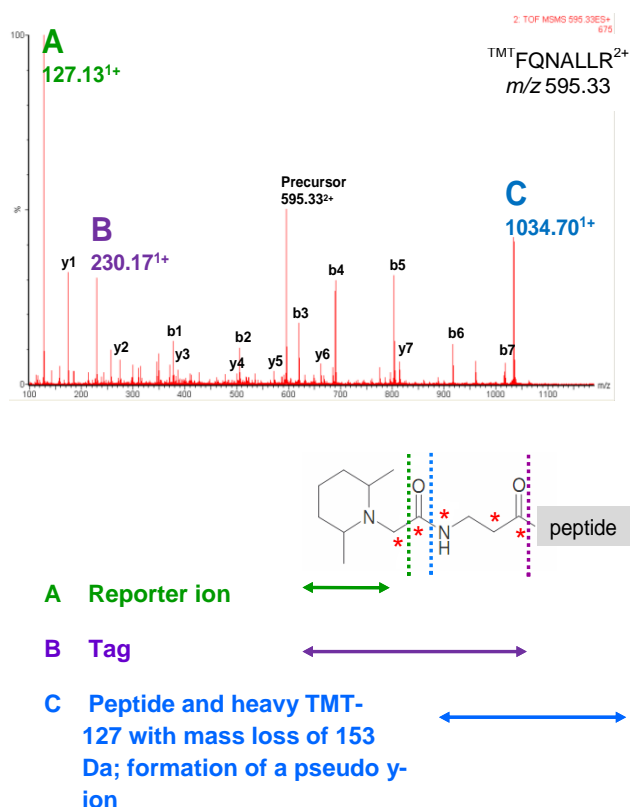 2: TOF MSMS 595.33ES+
675
100
A
127.13¹⁺
ᵀᴹᵀFQNALLR²⁺
m/z 595.33
Precursor
595.33²⁺
C
1034.70¹⁺
%
B
230.17¹⁺
y1
y2
b1
y3
b2
y4
y5
b3
y6
b4
b5
y7
b6
b7
0
m/z
100 200 300 400 500 600 700 800 900 1000 1100
O
O
N
N
H
* * * * *
peptide
A Reporter ion
B Tag
C Peptide and heavy TMT-
127 with mass loss of 153
Da; formation of a pseudo y-
ion